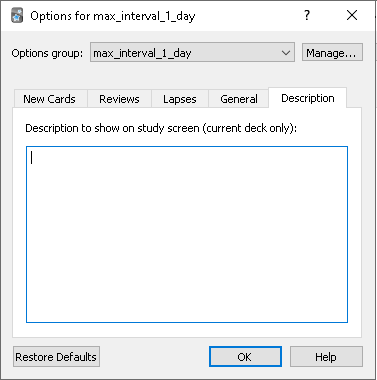 Options for max_interval_1_day
Options group: max_interval_1_day Manage...
New Cards Reviews Lapses General Description
Description to show on study screen (current deck only):
Restore Defaults OK Help